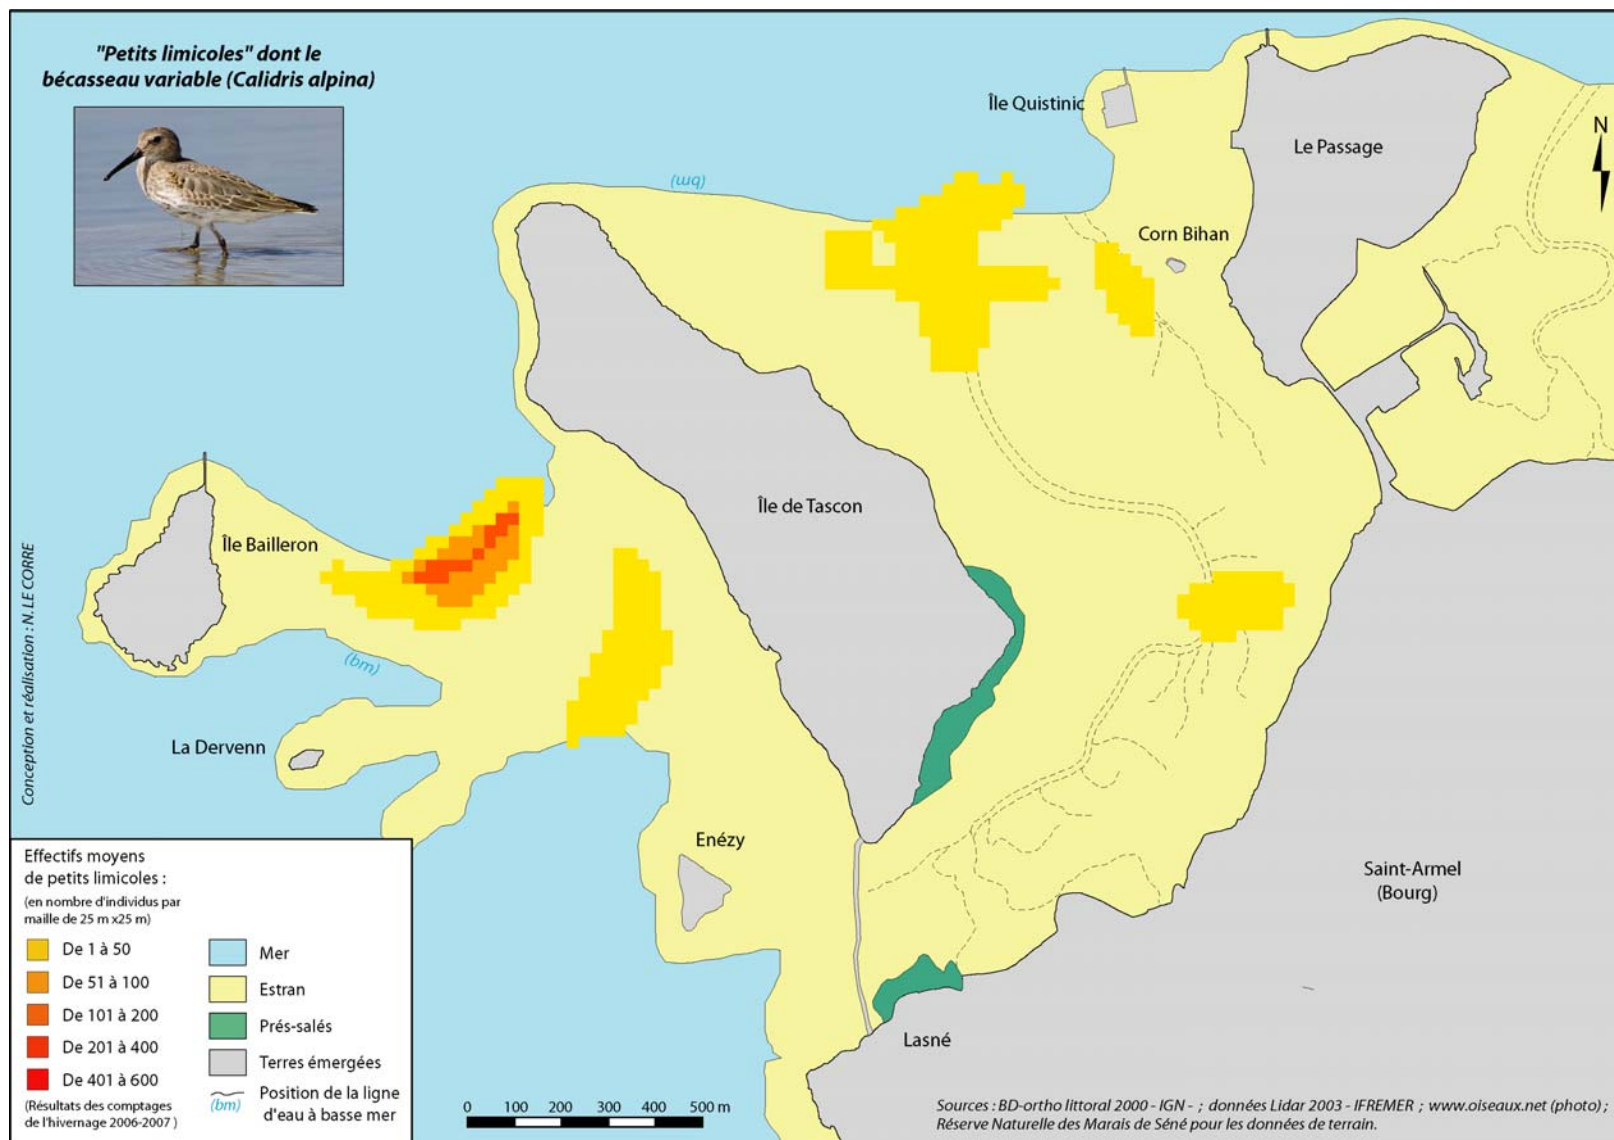 "Petits limicoles" dont le
bécasseau variable (Calidris alpina)
Île Quistinic
Le Passage
N
(bm)
Corn Bihan
Île de Tascon
Île Bailleron
(bm)
La Dervenn
Enézy
Saint-Armel
(Bourg)
Lasné
Conception et réalisation : N. LE CORRE
Effectifs moyens
de petits limicoles :
(en nombre d'individus par
maille de 25 m x25 m)
De 1 à 50
De 51 à 100
De 101 à 200
De 201 à 400
De 401 à 600
(Résultats des comptages
de l'hivernage 2006-2007 )
Mer
Estran
Prés-salés
Terres émergées
Position de la ligne
d'eau à basse mer
(bm)
0 100 200 300 400 500 m
Sources : BD-ortho littoral 2000 - IGN - ; données Lidar 2003 - IFREMER ; www.oiseaux.net (photo) ;
Réserve Naturelle des Marais de Séné pour les données de terrain.